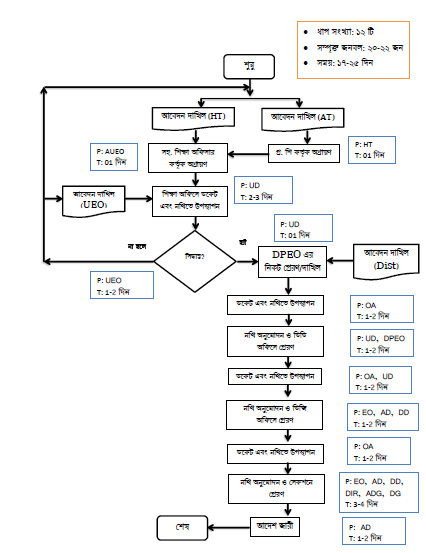 • ধাপ সংখ্যা: ১২ টি
• সম্পৃক্ত জনবল: ২০-২২ জন
• সময়: ১৭-২৫ দিন
শুরু
আবেদন দাখিল (HT)
আবেদন দাখিল (AT)
P: AUEO
T: 01 দিন
সহ. শিক্ষা অফিসার
কর্তৃক অগ্রায়ণ
প্র. শি কর্তৃক অগ্রায়ণ
P: HT
T: 01 দিন
আবেদন দাখিল
(UEO)
শিক্ষা অফিসে ডকেট
এবং নথিতে উপস্থাপন
P: UD
T: 2-3 দিন
না হলে
সিদ্ধান্ত?
হ্যাঁ
P: UD
T: 01 দিন
DPEO এর
নিকট প্রেরণ/দাখিল
আবেদন দাখিল
(Dist)
P: UEO
T: 1-2 দিন
ডকেট এবং নথিতে উপস্থাপন
P: OA
T: 1-2 দিন
নথি অনুমোদন ও ডিডি
অফিসে প্রেরণ
P: UD, DPEO
T: 1-2 দিন
ডকেট এবং নথিতে উপস্থাপন
P: OA, UD
T: 1-2 দিন
নথি অনুমোদন ও ডিজি
অফিসে প্রেরণ
P: EO, AD, DD
T: 1-2 দিন
ডকেট এবং নথিতে উপস্থাপন
P: OA
T: 1-2 দিন
নথি অনুমোদন ও সেকশনে
প্রেরণ
P: EO, AD, DD,
DIR, ADG, DG
T: 3-4 দিন
শেষ
আদেশ জারী
P: AD
T: 1-2 দিন